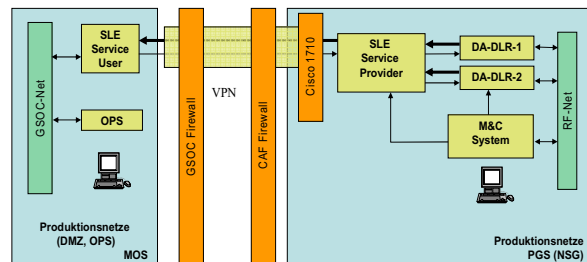 GSOC-Net
SLE
Service
User
OPS
Produktionsnetze
(DMZ, OPS)
MOS
GSOC Firewall
VPN
CAF Firewall
Cisco 1710
SLE
Service
Provider
DA-DLR-1
DA-DLR-2
M&C
System
RF-Net
Produktionsnetze
PGS (NSG)